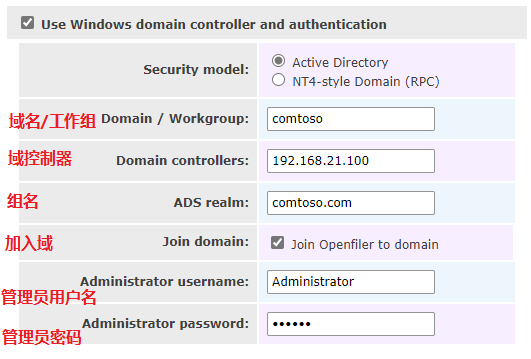 Use Windows domain controller and authentication
Security model:
Active Directory
NT4-style Domain (RPC)
域名/工作组
Domain / Workgroup:
comtoso
域控制器
Domain controllers:
192.168.21.100
组名
ADS realm:
comtoso.com
加入域
Join domain:
Join Openfiler to domain
Administrator username:
Administrator
管理员用户名
Administrator password:
••••••
管理员密码